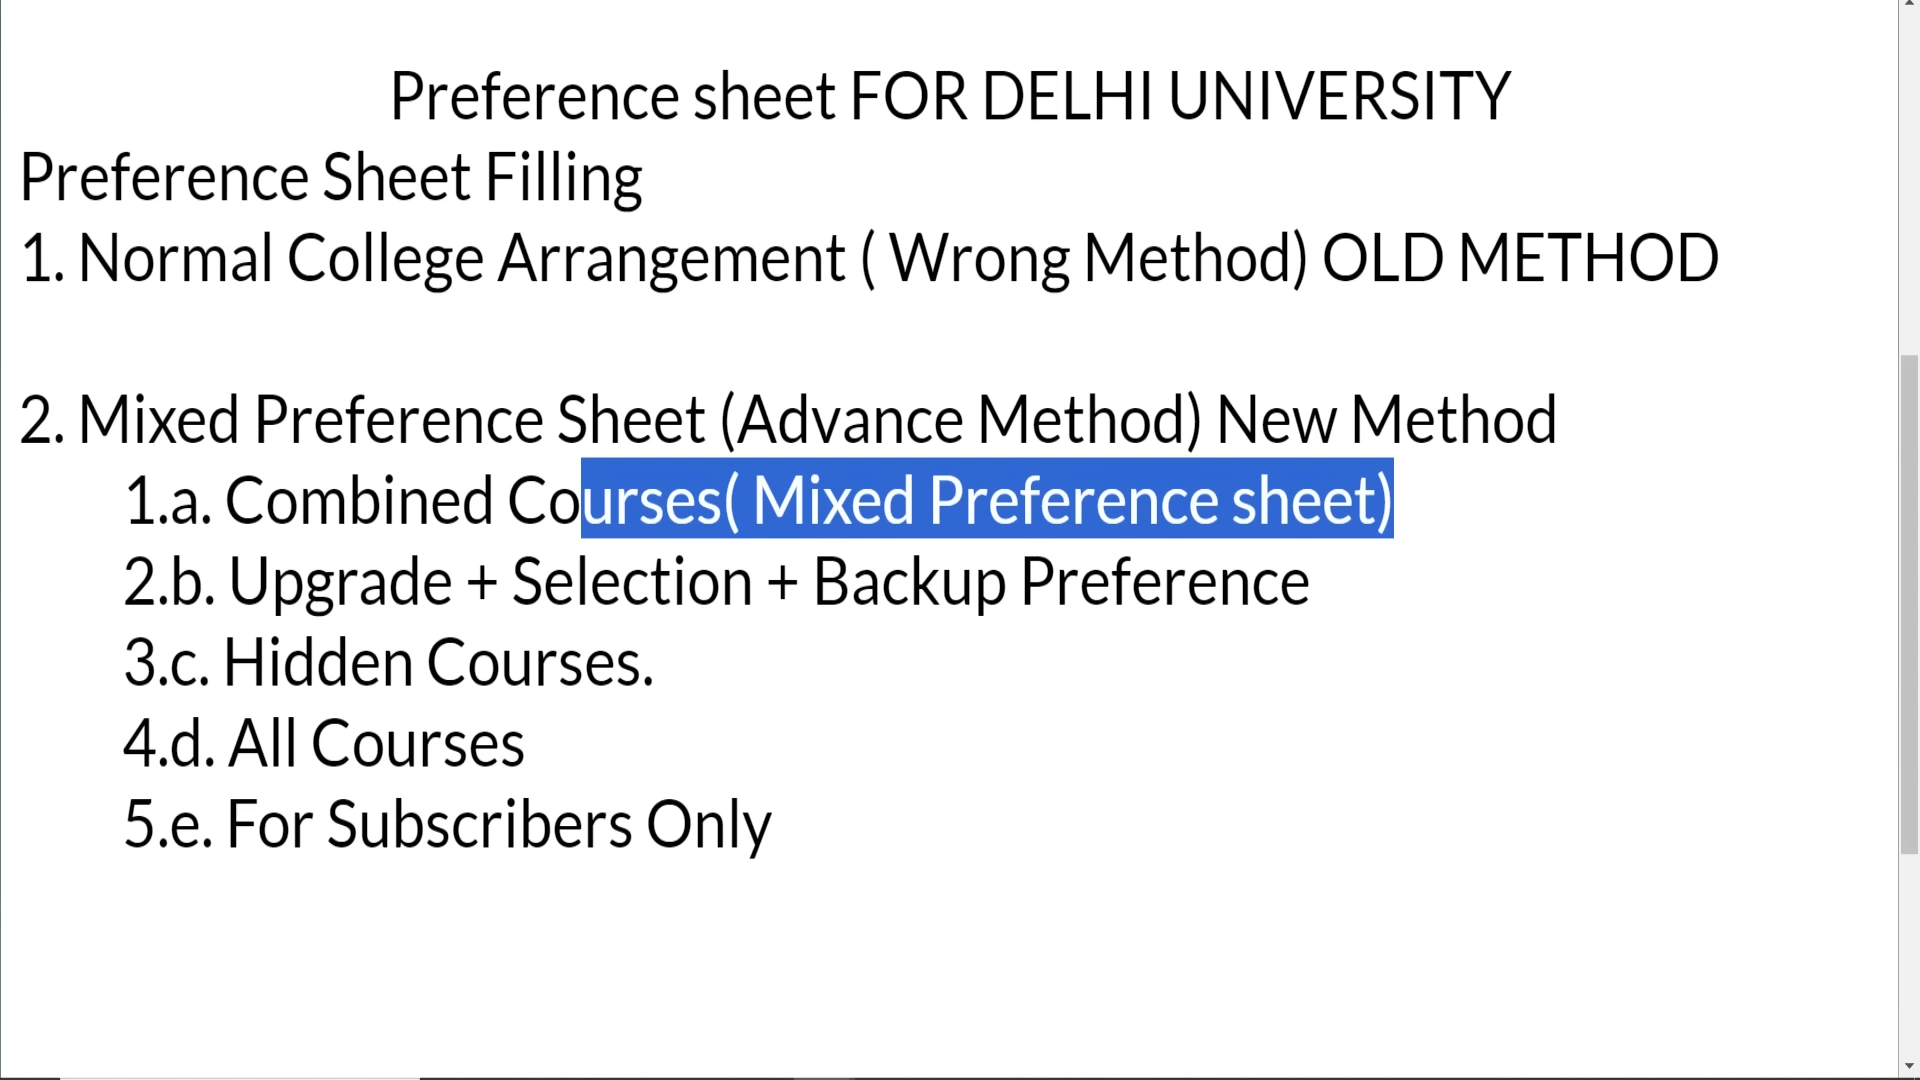 Preference sheet FOR DELHI UNIVERSITY
Preference Sheet Filling
1. Normal College Arrangement ( Wrong Method) OLD METHOD
2. Mixed Preference Sheet (Advance Method) New Method
1.a. Combined Courses( Mixed Preference sheet)
2.b. Upgrade + Selection + Backup Preference
3.c. Hidden Courses.
4.d. All Courses
5.e. For Subscribers Only